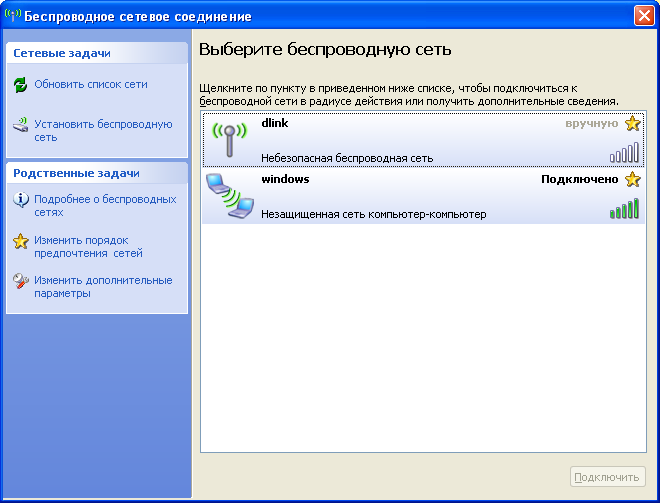 Беспроводное сетевое соединение
Сетевые задачи
Обновить список сети
Установить беспроводную
сеть
Родственные задачи
Подробнее о беспроводных
сетях
Изменить порядок
предпочтения сетей
Изменить дополнительные
параметры
Выберите беспроводную сеть
Щелкните по пункту в приведенном ниже списке, чтобы подключиться к
беспроводной сети в радиусе действия или получить дополнительные сведения.
dlink
вручную
Небезопасная беспроводная сеть
windows
Подключено
Незащищенная сеть компьютер-компьютер
Подключить